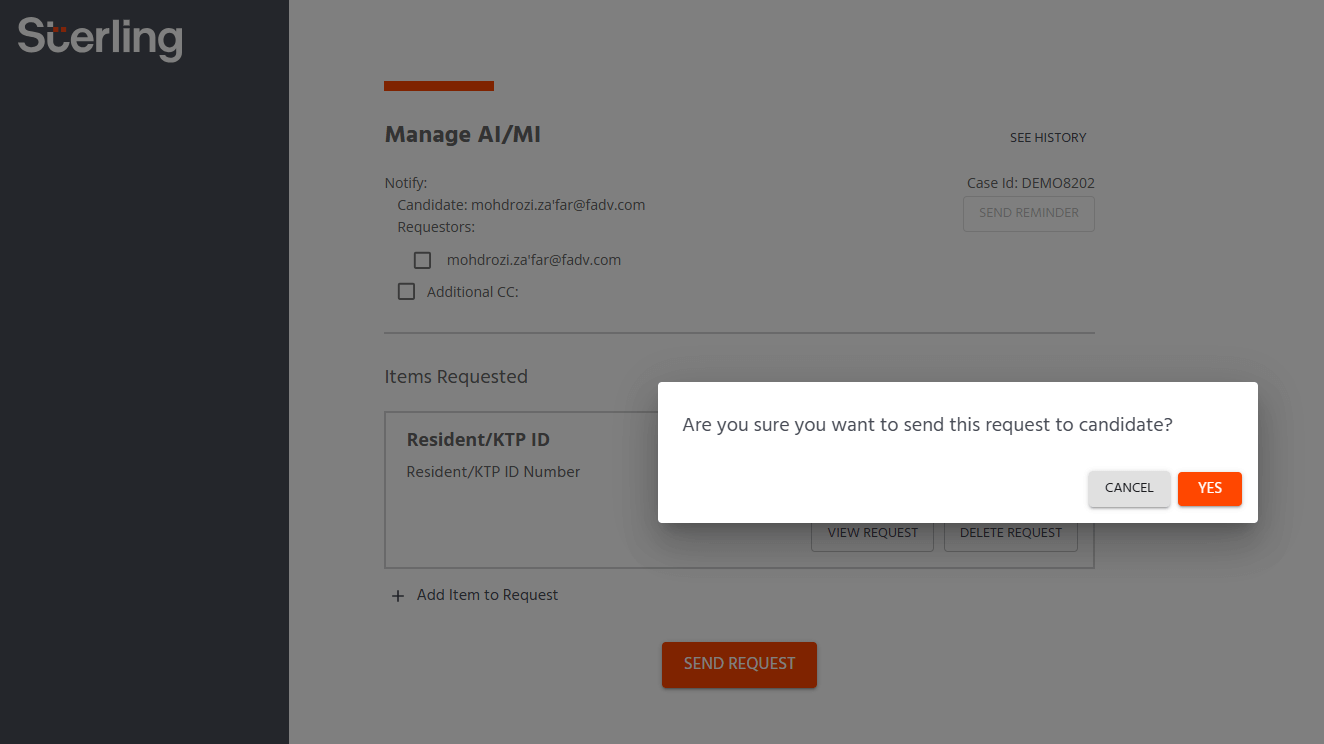 Sterling
Manage AI/MI
SEE HISTORY
Notify:
Case Id: DEMO8202
Candidate: mohdrozi.za'far@fadv.com
SEND REMINDER
Requestors:
mohdrozi.za'far@fadv.com
Additional CC:
Items Requested
Are you sure you want to send this request to candidate?
CANCEL
YES
Resident/KTP ID
Resident/KTP ID Number
VIEW REQUEST
DELETE REQUEST
+ Add Item to Request
SEND REQUEST